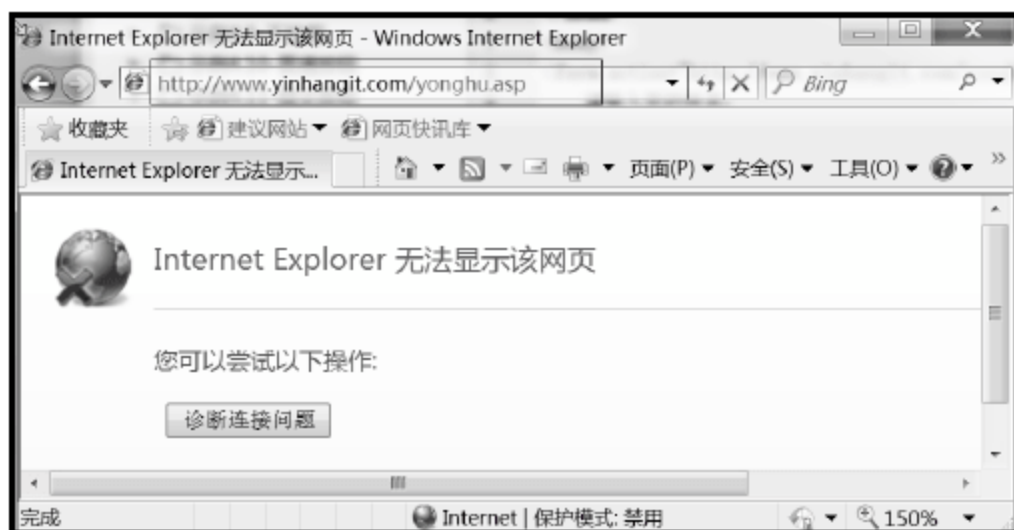 Internet Explorer 无法显示该网页 - Windows Internet Explorer
http://www.yinhangit.com/yonghu.asp
Bing
收藏夹 建议网站 网页快讯库
Internet Explorer 无法显示... 页面(P) 安全(S) 工具(O) »
Internet Explorer 无法显示该网页
您可以尝试以下操作:
诊断连接问题
完成 Internet | 保护模式: 禁用 150%